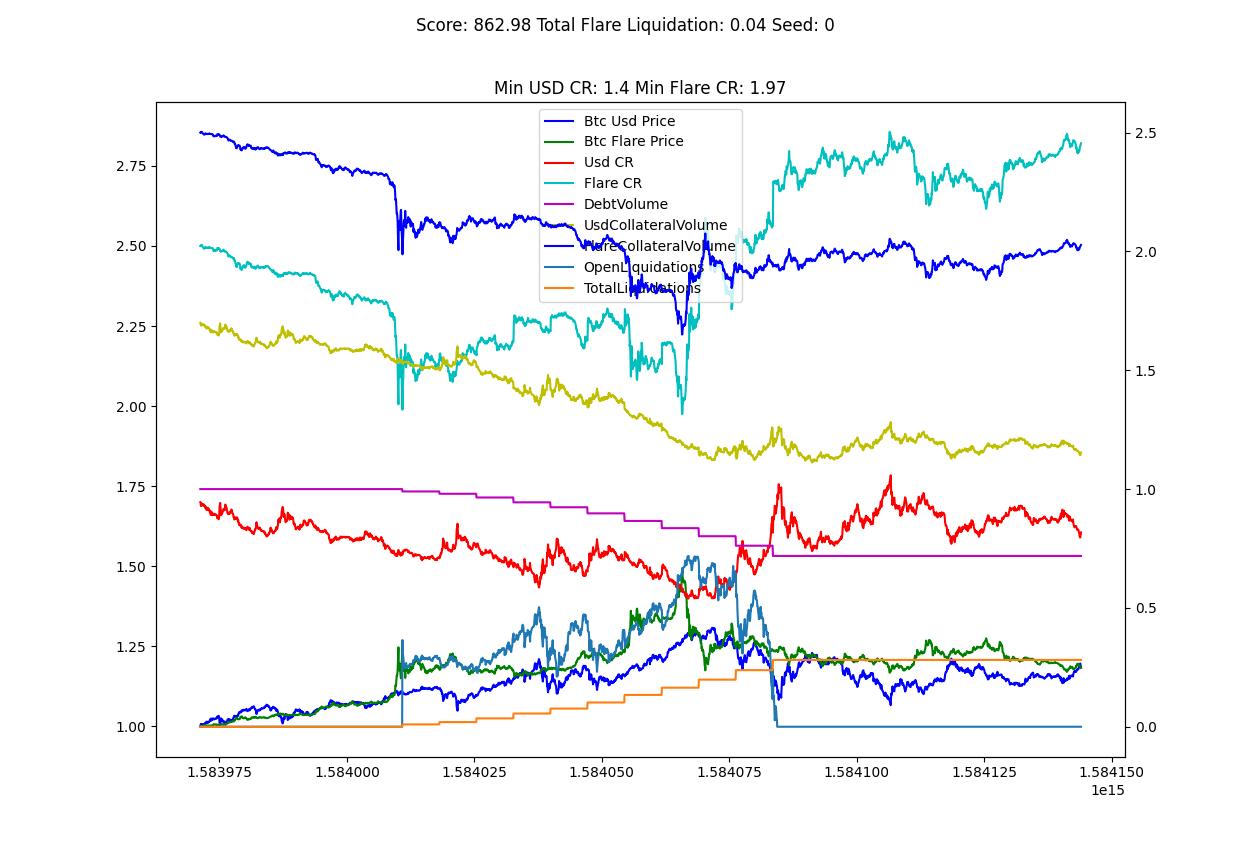 Score: 862.98 Total Flare Liquidation: 0.04 Seed: 0
Min USD CR: 1.4 Min Flare CR: 1.97
Btc Usd Price
Btc Flare Price
Usd CR
Flare CR
DebtVolume
UsdCollateralVolume
FlareCollateralVolume
OpenLiquidations
TotalLiquidations
2.75
2.50
2.25
2.00
1.75
1.50
1.25
1.00
2.5
2.0
1.5
1.0
0.5
0.0
1.583975
1.584000
1.584025
1.584050
1.584075
1.584100
1.584125
1.584150
1e15